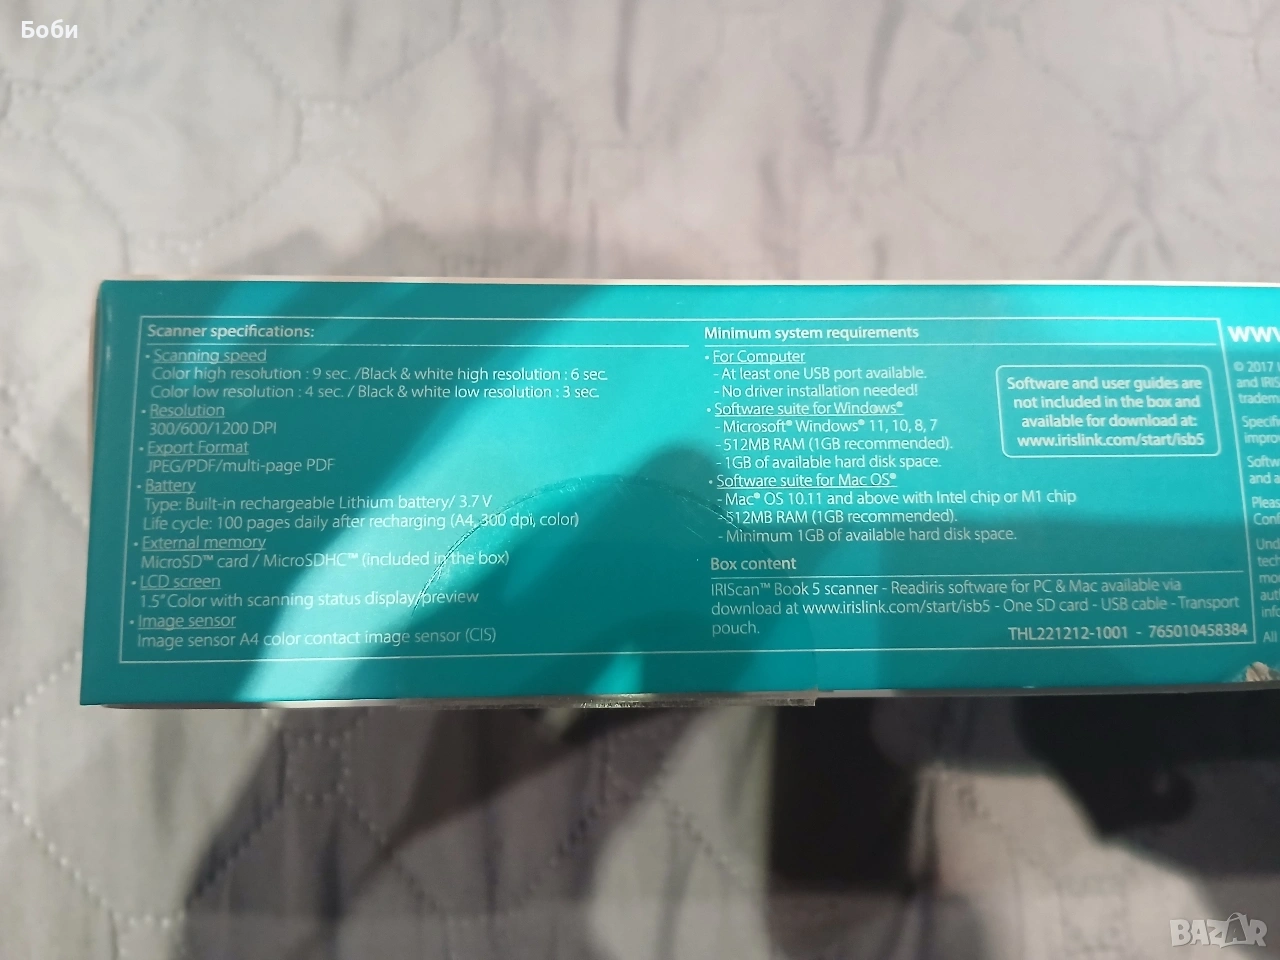 Боби
Scanner specifications:
· Scanning speed
Color high resolution : 9 sec. /Black & white high resolution : 6 sec.
Color low resolution : 4 sec. / Black & white low resolution : 3 sec.
· Resolution
300/600/1200 DPI
· Export Format
JPEG/PDF/multi-page PDF
· Battery
Type: Built-in rechargeable Lithium battery/ 3.7 V
Life cycle: 100 pages daily after recharging (A4, 300 dpi, color)
· External memory
MicroSD™ card / MicroSDHC™ (included in the box)
· LCD screen
1.5" Color with scanning status display/preview
· Image sensor
Image sensor A4 color contact image sensor (CIS)
Minimum system requirements
· For Computer
- At least one USB port available.
- No driver installation needed!
· Software suite for Windows®
- Microsoft® Windows® 11, 10, 8, 7
- 512MB RAM (1GB recommended).
- 1GB of available hard disk space.
· Software suite for Mac OS®
- Mac® OS 10.11 and above with Intel chip or M1 chip
- 512MB RAM (1GB recommended).
- Minimum 1GB of available hard disk space.
Software and user guides are
not included in the box and
available for download at:
www.irislink.com/start/isb5
Box content
IRIScan™ Book 5 scanner - Readiris software for PC & Mac available via
download at www.irislink.com/start/isb5 - One SD card - USB cable - Transport
pouch.
THL221212-1001 - 765010458384
© 2017
and IRIS
All
BAZAR